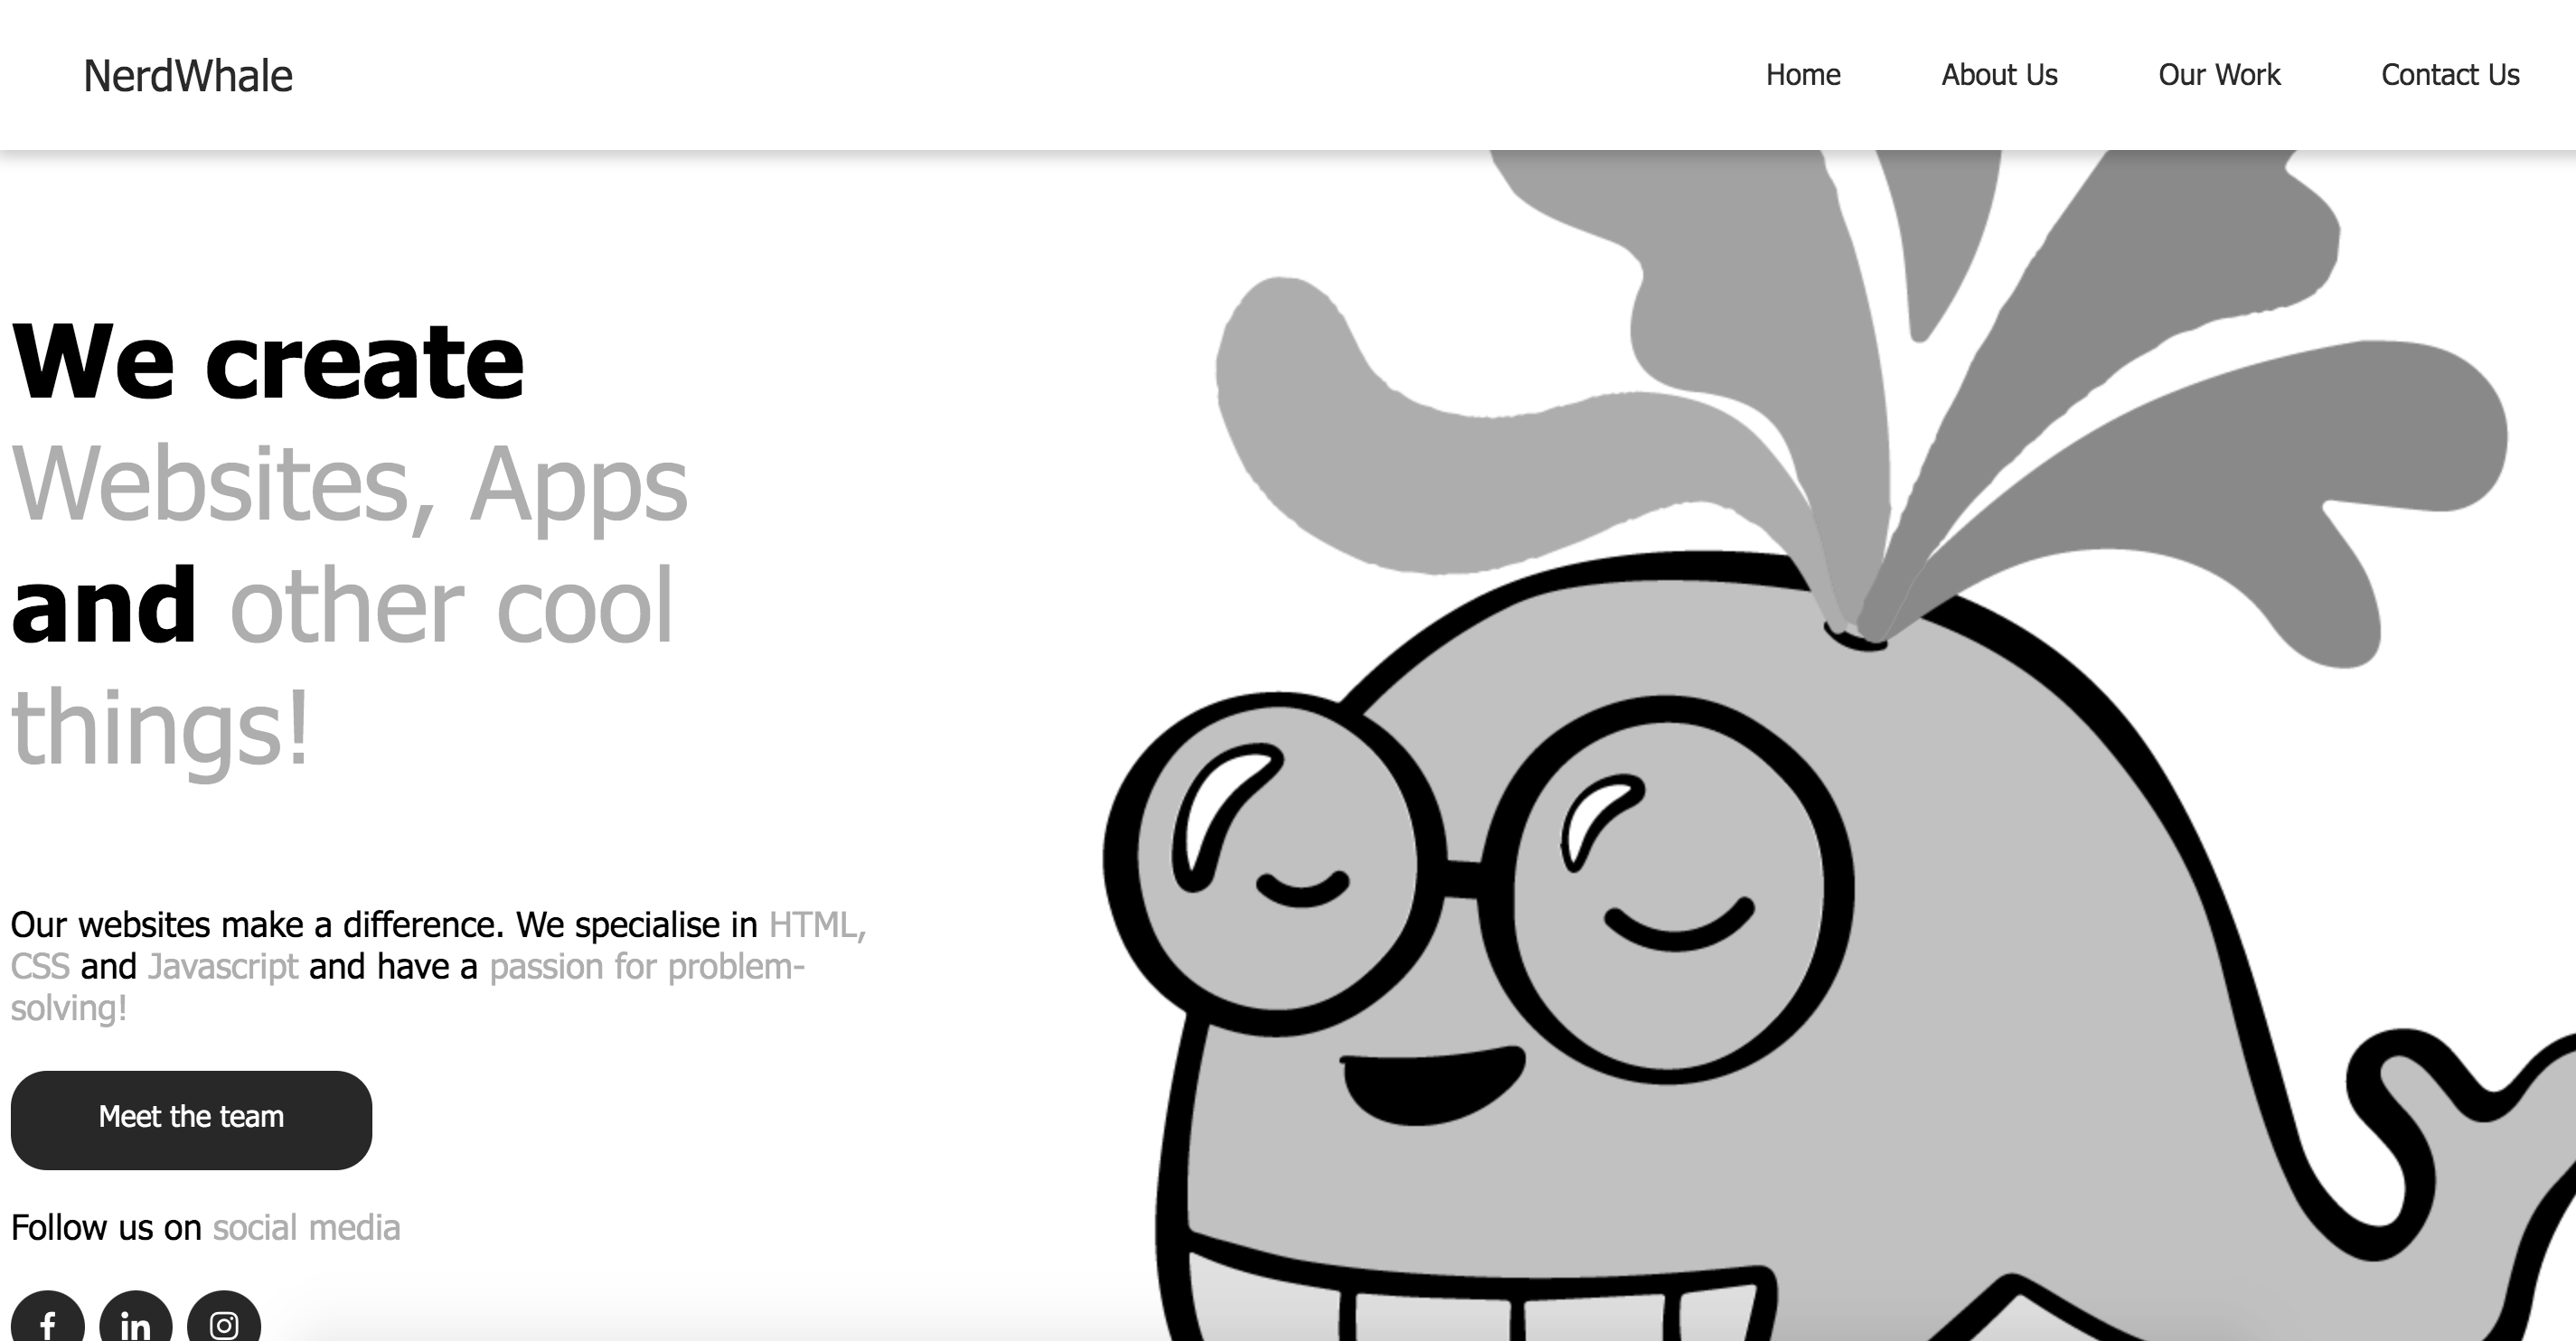 NerdWhale
Home About Us Our Work Contact Us
We create
Websites, Apps
and other cool
things!
Our websites make a difference. We specialise in HTML,
CSS and Javascript and have a passion for problem-
solving!
Meet the team
Follow us on social media
f in